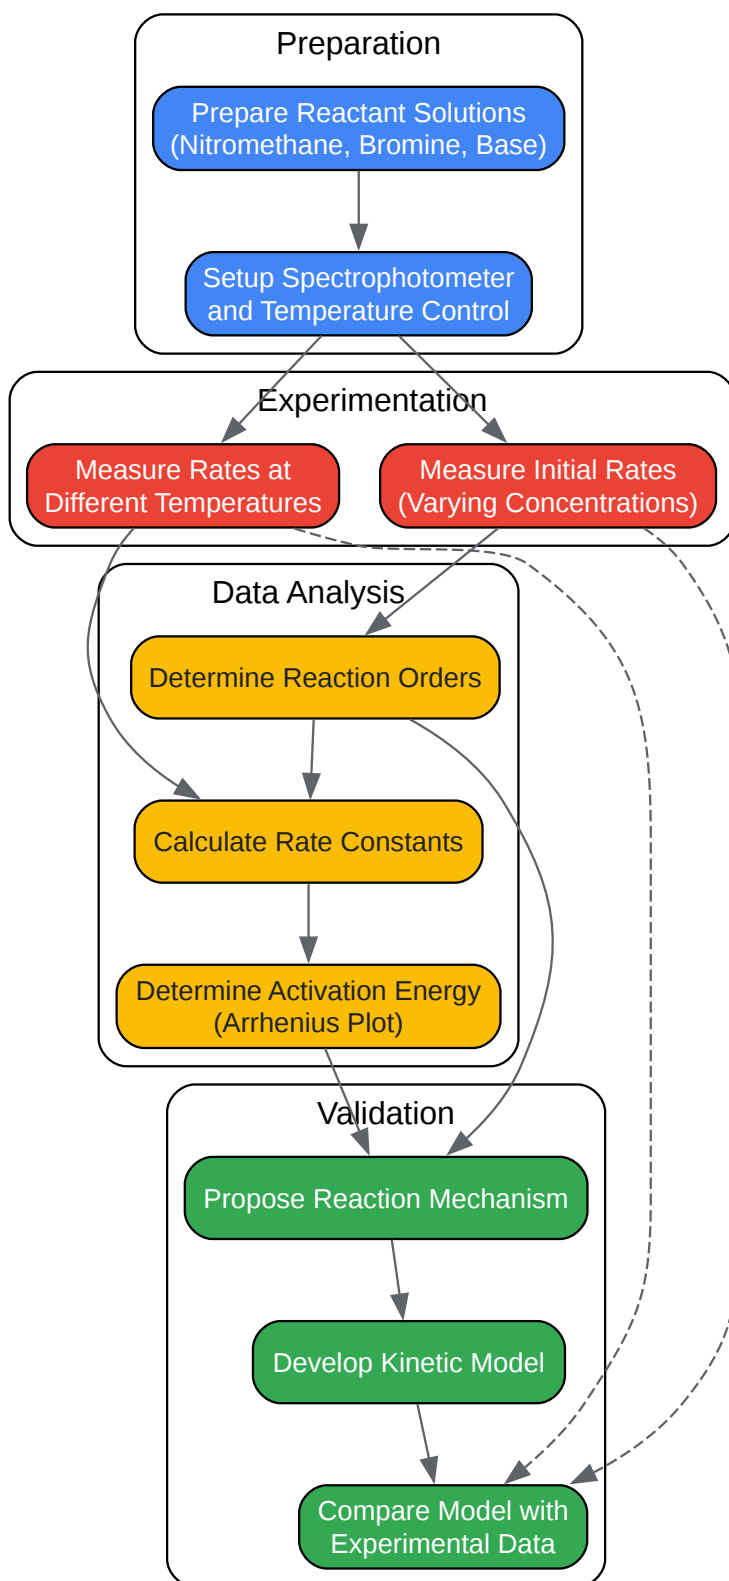 Preparation
Prepare Reactant Solutions
(Nitromethane, Bromine, Base)
Setup Spectrophotometer
and Temperature Control
Experimentation
Measure Rates at
Different Temperatures
Measure Initial Rates
(Varying Concentrations)
Data Analysis
Determine Reaction Orders
Calculate Rate Constants
Determine Activation Energy
(Arrhenius Plot)
Validation
Propose Reaction Mechanism
Develop Kinetic Model
Compare Model with
Experimental Data